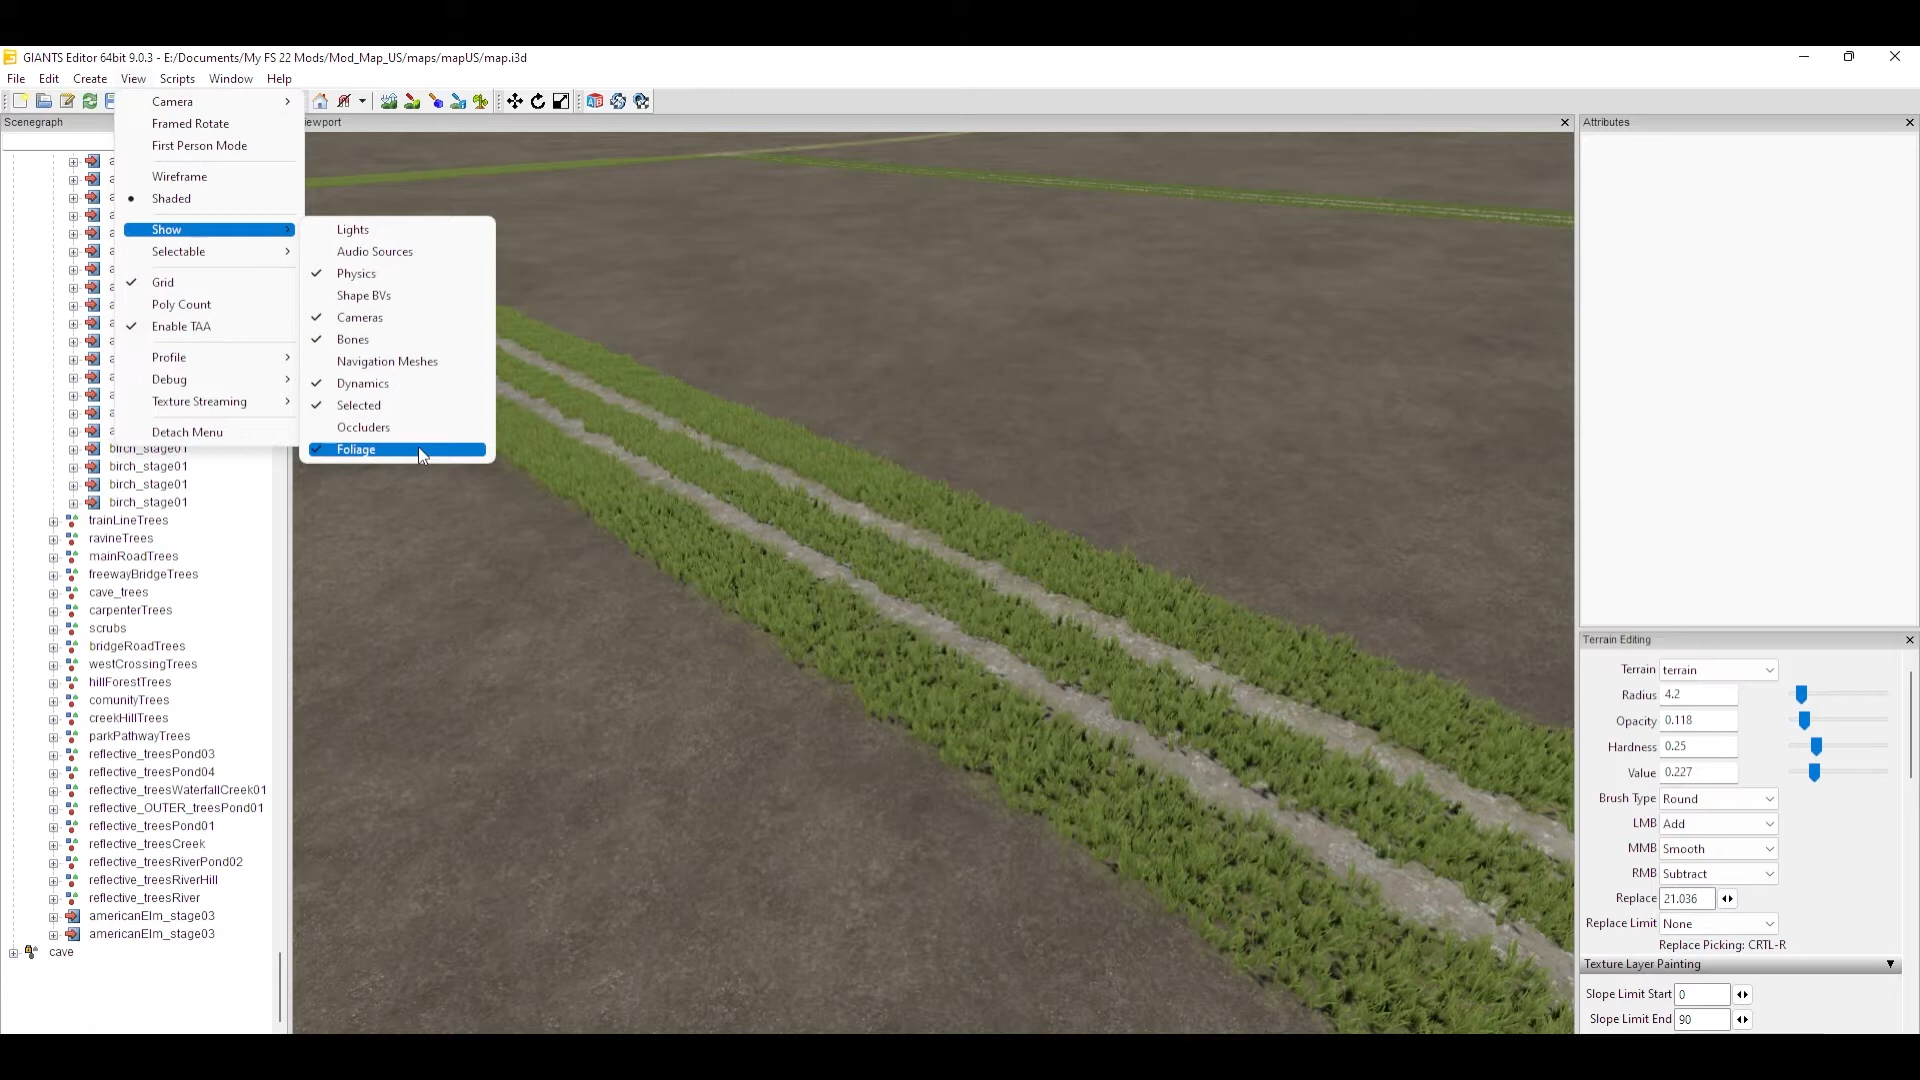 GIANTS Editor 64bit 9.0.3 - E:/Documents/My FS 22 Mods/Mod_Map_US/maps/mapUS/map.i3d
File Edit Create View Scripts Window Help
Scenegraph
Camera
Framed Rotate
First Person Mode
Wireframe
Shaded
Show
Selectable
Grid
Poly Count
Enable TAA
Profile
Debug
Texture Streaming
Detach Menu
Lights
Audio Sources
Physics
Shape BVs
Cameras
Bones
Navigation Meshes
Dynamics
Selected
Occluders
Foliage
birch_stage01
birch_stage01
birch_stage01
birch_stage01
trainLineTrees
ravineTrees
mainRoadTrees
freewayBridgeTrees
cave_trees
carpenterTrees
scrubs
bridgeRoadTrees
westCrossingTrees
hillForestTrees
comunityTrees
creekHillTrees
parkPathwayTrees
reflective_treesPond03
reflective_treesPond04
reflective_treesWaterfallCreek01
reflective_OUTER_treesPond01
reflective_treesPond01
reflective_treesCreek
reflective_treesRiverPond02
reflective_treesRiverHill
reflective_treesRiver
americanElm_stage03
americanElm_stage03
cave
Attributes
Terrain Editing
Terrain terrain
Radius 4.2
Opacity 0.118
Hardness 0.25
Value 0.227
Brush Type Round
LMB Add
MMB Smooth
RMB Subtract
Replace 21.036
Replace Limit None
Replace Picking: CRTL-R
Texture Layer Painting
Slope Limit Start 0
Slope Limit End 90